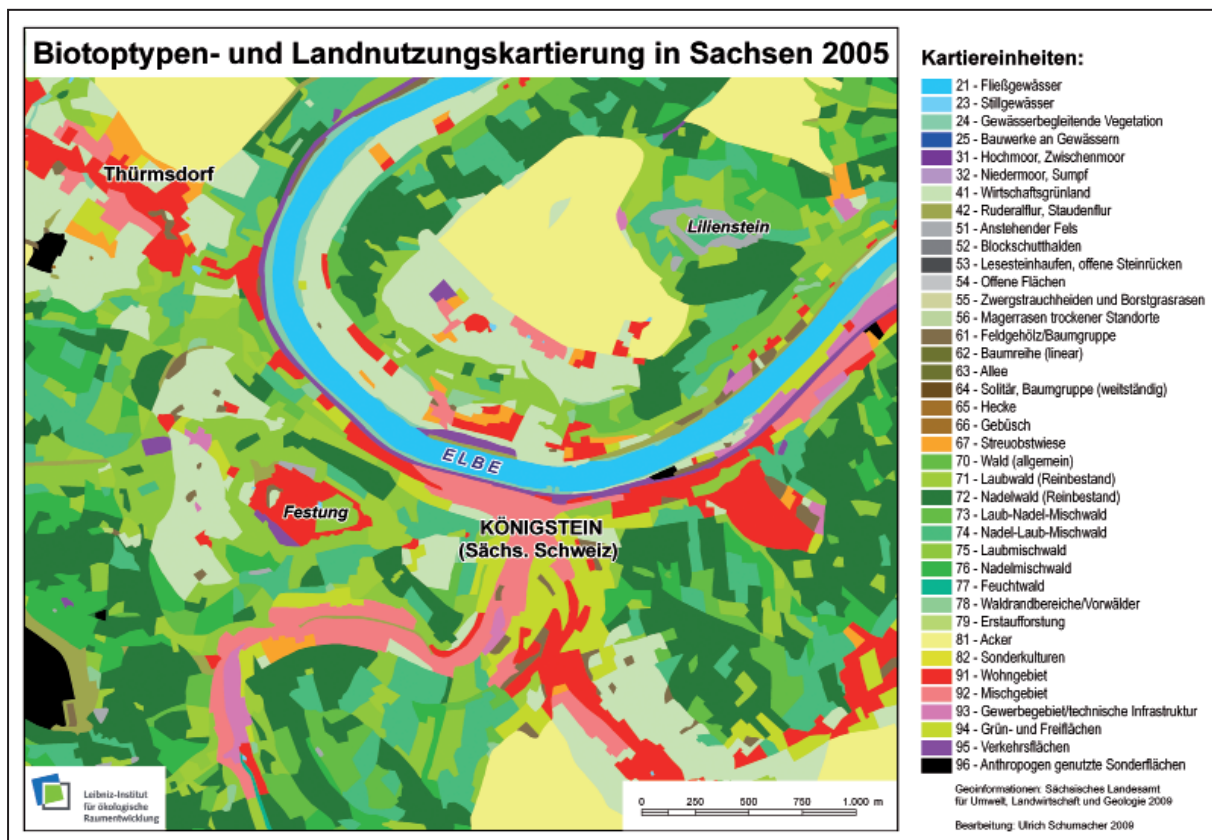 Biotoptypen- und Landnutzungskartierung in Sachsen 2005
Thürmsdorf
Lilienstein
ELBE
Festung
KÖNIGSTEIN
(Sächs. Schweiz)
Leibniz-Institut
für ökologische
Raumentwicklung
0 250 500 750 1.000 m
Kartiereinheiten:
21 - Fließgewässer
23 - Stillgewässer
24 - Gewässerbegleitende Vegetation
25 - Bauwerke an Gewässern
31 - Hochmoor, Zwischenmoor
32 - Niedermoor, Sumpf
41 - Wirtschaftsgrünland
42 - Ruderalflur, Staudenflur
51 - Anstehender Fels
52 - Blockschutthalden
53 - Lesesteinhaufen, offene Steinrücken
54 - Offene Flächen
55 - Zwergstrauchheiden und Borstgrasrasen
56 - Magerrasen trockener Standorte
61 - Feldgehölz/Baumgruppe
62 - Baumreihe (linear)
63 - Allee
64 - Solitär, Baumgruppe (weitständig)
65 - Hecke
66 - Gebüsch
67 - Streuobstwiese
70 - Wald (allgemein)
71 - Laubwald (Reinbestand)
72 - Nadelwald (Reinbestand)
73 - Laub-Nadel-Mischwald
74 - Nadel-Laub-Mischwald
75 - Laubmischwald
76 - Nadelmischwald
77 - Feuchtwald
78 - Waldrandbereiche/Vorwälder
79 - Erstaufforstung
81 - Acker
82 - Sonderkulturen
91 - Wohngebiet
92 - Mischgebiet
93 - Gewerbegebiet/technische Infrastruktur
94 - Grün- und Freiflächen
95 - Verkehrsflächen
96 - Anthropogen genutzte Sonderflächen
Geoinformationen: Sächsisches Landesamt
für Umwelt, Landwirtschaft und Geologie 2009
Bearbeitung: Ulrich Schumacher 2009